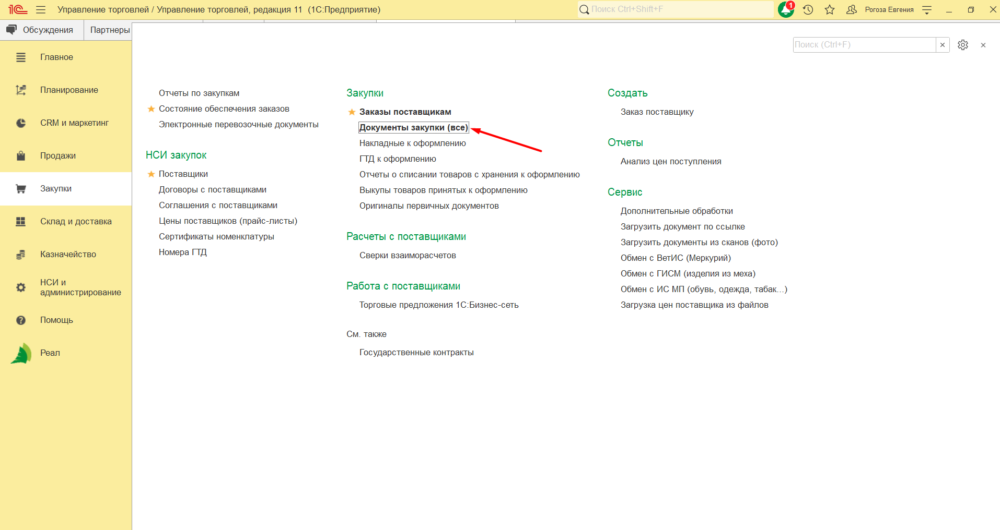 1С Управление торговлей / Управление торговлей, редакция 11 (1С:Предприятие)
Поиск Ctrl+Shift+F
1
Рогоза Евгения
Обсуждения
Партнеры
Поиск (Ctrl+F)
Главное
Планирование
CRM и маркетинг
Продажи
Закупки
Склад и доставка
Казначейство
НСИ и
администрирование
Помощь
Реал
Отчеты по закупкам
Состояние обеспечения заказов
Электронные перевозочные документы
НСИ закупок
Поставщики
Договоры с поставщиками
Соглашения с поставщиками
Цены поставщиков (прайс-листы)
Сертификаты номенклатуры
Номера ГТД
Закупки
Заказы поставщикам
Документы закупки (все)
Накладные к оформлению
ГТД к оформлению
Отчеты о списании товаров с хранения к оформлению
Выкупы товаров принятых к оформлению
Оригиналы первичных документов
Расчеты с поставщиками
Сверки взаиморасчетов
Работа с поставщиками
Торговые предложения 1С:Бизнес-сеть
См. также
Государственные контракты
Создать
Заказ поставщику
Отчеты
Анализ цен поступления
Сервис
Дополнительные обработки
Загрузить документ по ссылке
Загрузить документы из сканов (фото)
Обмен с ВетИС (Меркурий)
Обмен с ГИСМ (изделия из меха)
Обмен с ИС МП (обувь, одежда, табак...)
Загрузка цен поставщика из файлов